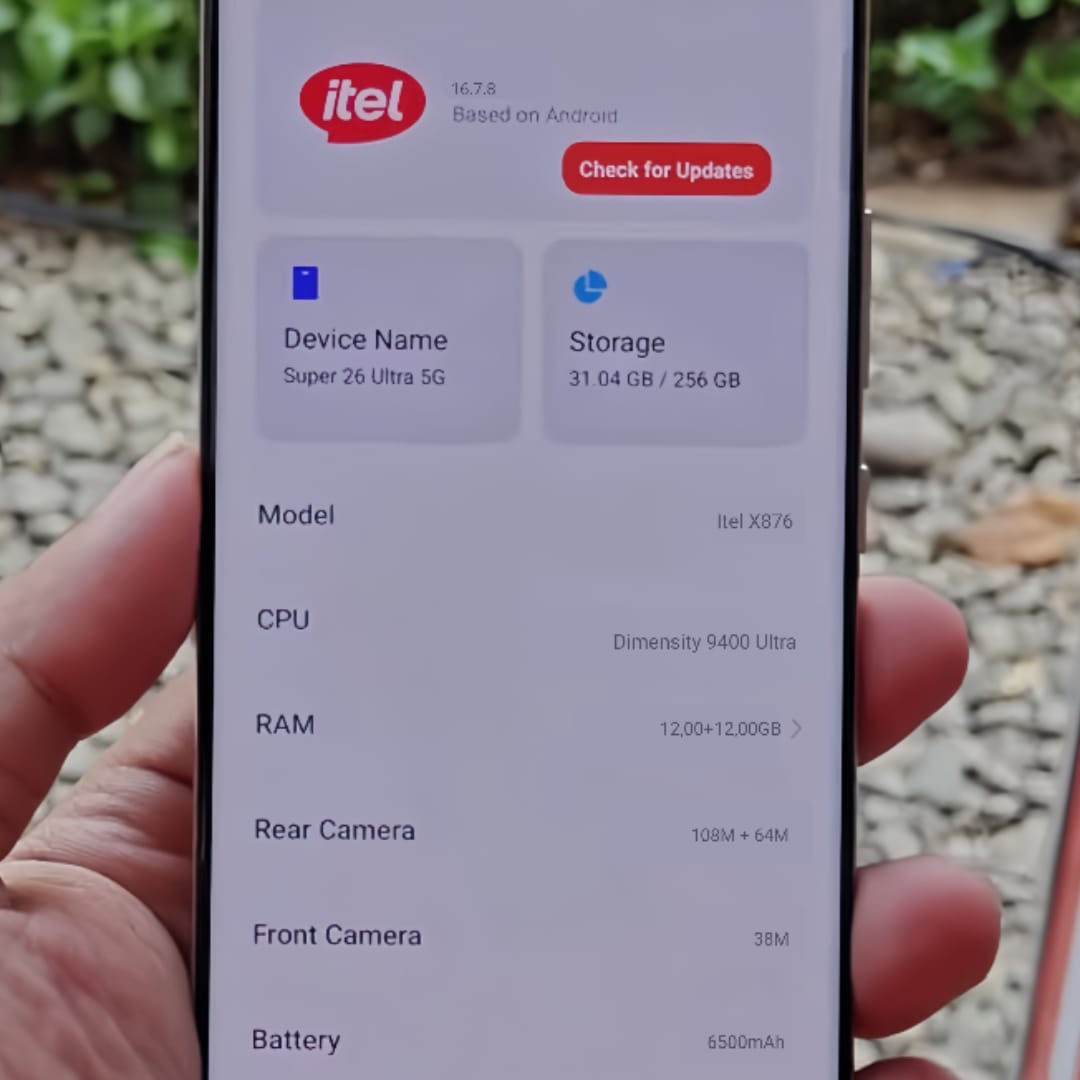 itel
16.7.8
Based on Android
Check for Updates
Device Name
Super 26 Ultra 5G
Storage
31.04 GB / 256 GB
Model
Itel X876
CPU
Dimensity 9400 Ultra
RAM
12,00+12,00GB
Rear Camera
108M + 64M
Front Camera
38M
Battery
6500mAh